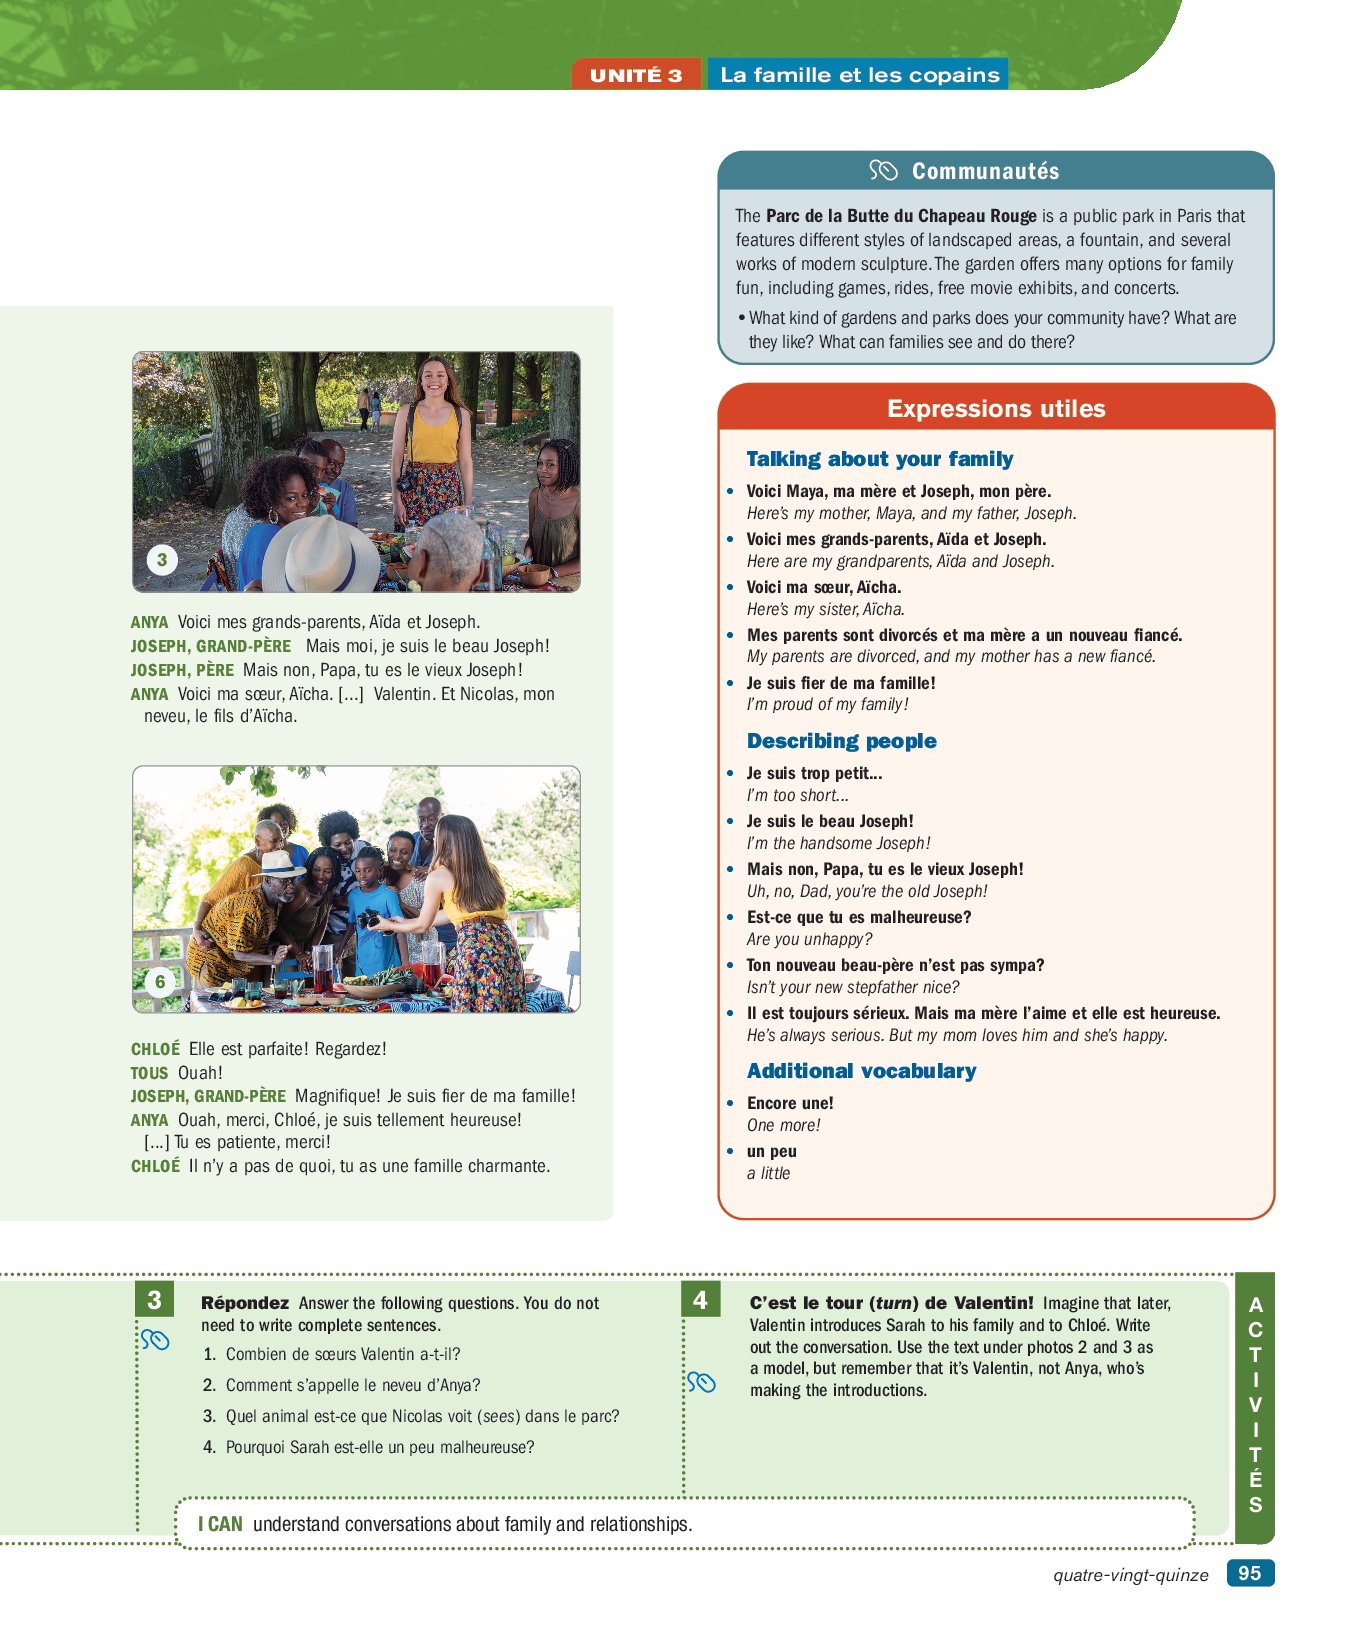 UNITÉ 3 La famille et les copains
3
ANYA Voici mes grands-parents, Aïda et Joseph.
JOSEPH, GRAND-PÈRE Mais moi, je suis le beau Joseph!
JOSEPH, PÈRE Mais non, Papa, tu es le vieux Joseph!
ANYA Voici ma sœur, Aïcha. [...] Valentin. Et Nicolas, mon
neveu, le fils d’Aïcha.
6
CHLOÉ Elle est parfaite! Regardez!
TOUS Ouah!
JOSEPH, GRAND-PÈRE Magnifique! Je suis fier de ma famille!
ANYA Ouah, merci, Chloé, je suis tellement heureuse!
[...] Tu es patiente, merci!
CHLOÉ Il n’y a pas de quoi, tu as une famille charmante.
Communautés
The Parc de la Butte du Chapeau Rouge is a public park in Paris that
features different styles of landscaped areas, a fountain, and several
works of modern sculpture. The garden offers many options for family
fun, including games, rides, free movie exhibits, and concerts.
• What kind of gardens and parks does your community have? What are
they like? What can families see and do there?
Expressions utiles
Talking about your family
• Voici Maya, ma mère et Joseph, mon père.
Here’s my mother, Maya, and my father, Joseph.
• Voici mes grands-parents, Aïda et Joseph.
Here are my grandparents, Aïda and Joseph.
• Voici ma sœur, Aïcha.
Here’s my sister, Aïcha.
• Mes parents sont divorcés et ma mère a un nouveau fiancé.
My parents are divorced, and my mother has a new fiancé.
• Je suis fier de ma famille!
I’m proud of my family!
Describing people
• Je suis trop petit...
I’m too short...
• Je suis le beau Joseph!
I’m the handsome Joseph!
• Mais non, Papa, tu es le vieux Joseph!
Uh, no, Dad, you’re the old Joseph!
• Est-ce que tu es malheureuse?
Are you unhappy?
• Ton nouveau beau-père n’est pas sympa?
Isn’t your new stepfather nice?
• Il est toujours sérieux. Mais ma mère l’aime et elle est heureuse.
He’s always serious. But my mom loves him and she’s happy.
Additional vocabulary
• Encore une!
One more!
• un peu
a little
3 Répondez Answer the following questions. You do not
need to write complete sentences.
1. Combien de sœurs Valentin a-t-il?
2. Comment s’appelle le neveu d’Anya?
3. Quel animal est-ce que Nicolas voit (sees) dans le parc?
4. Pourquoi Sarah est-elle un peu malheureuse?
4 C’est le tour (turn) de Valentin! Imagine that later,
Valentin introduces Sarah to his family and to Chloé. Write
out the conversation. Use the text under photos 2 and 3 as
a model, but remember that it’s Valentin, not Anya, who’s
making the introductions.
ACTIVITÉS
I CAN understand conversations about family and relationships.
quatre-vingt-quinze 95